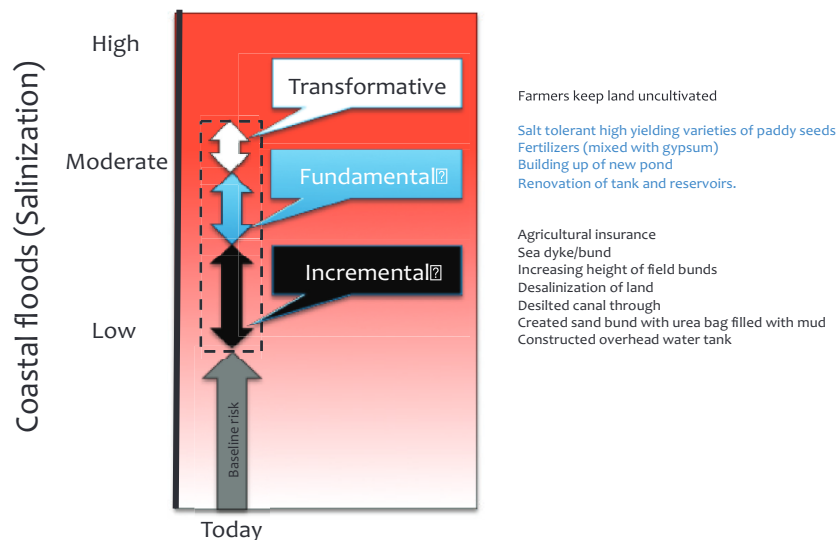 Coastal floods (Salinization)
High
Moderate
Low
Transformative
Fundamental
Incremental
Baseline risk
Today
Farmers keep land uncultivated
Salt tolerant high yielding varieties of paddy seeds
Fertilizers (mixed with gypsum)
Building up of new pond
Renovation of tank and reservoirs.
Agricultural insurance
Sea dyke/bund
Increasing height of field bunds
Desalinization of land
Desilted canal through
Created sand bund with urea bag filled with mud
Constructed overhead water tank